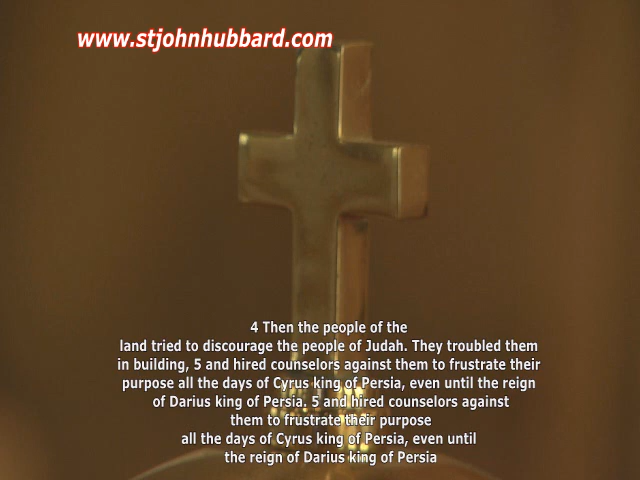 www.stjohnhubbard.com
4 Then the people of the
land tried to discourage the people of Judah. They troubled them
in building, 5 and hired counselors against them to frustrate their
purpose all the days of Cyrus king of Persia, even until the reign
of Darius king of Persia. 5 and hired counselors against
them to frustrate their purpose
all the days of Cyrus king of Persia, even until
the reign of Darius king of Persia